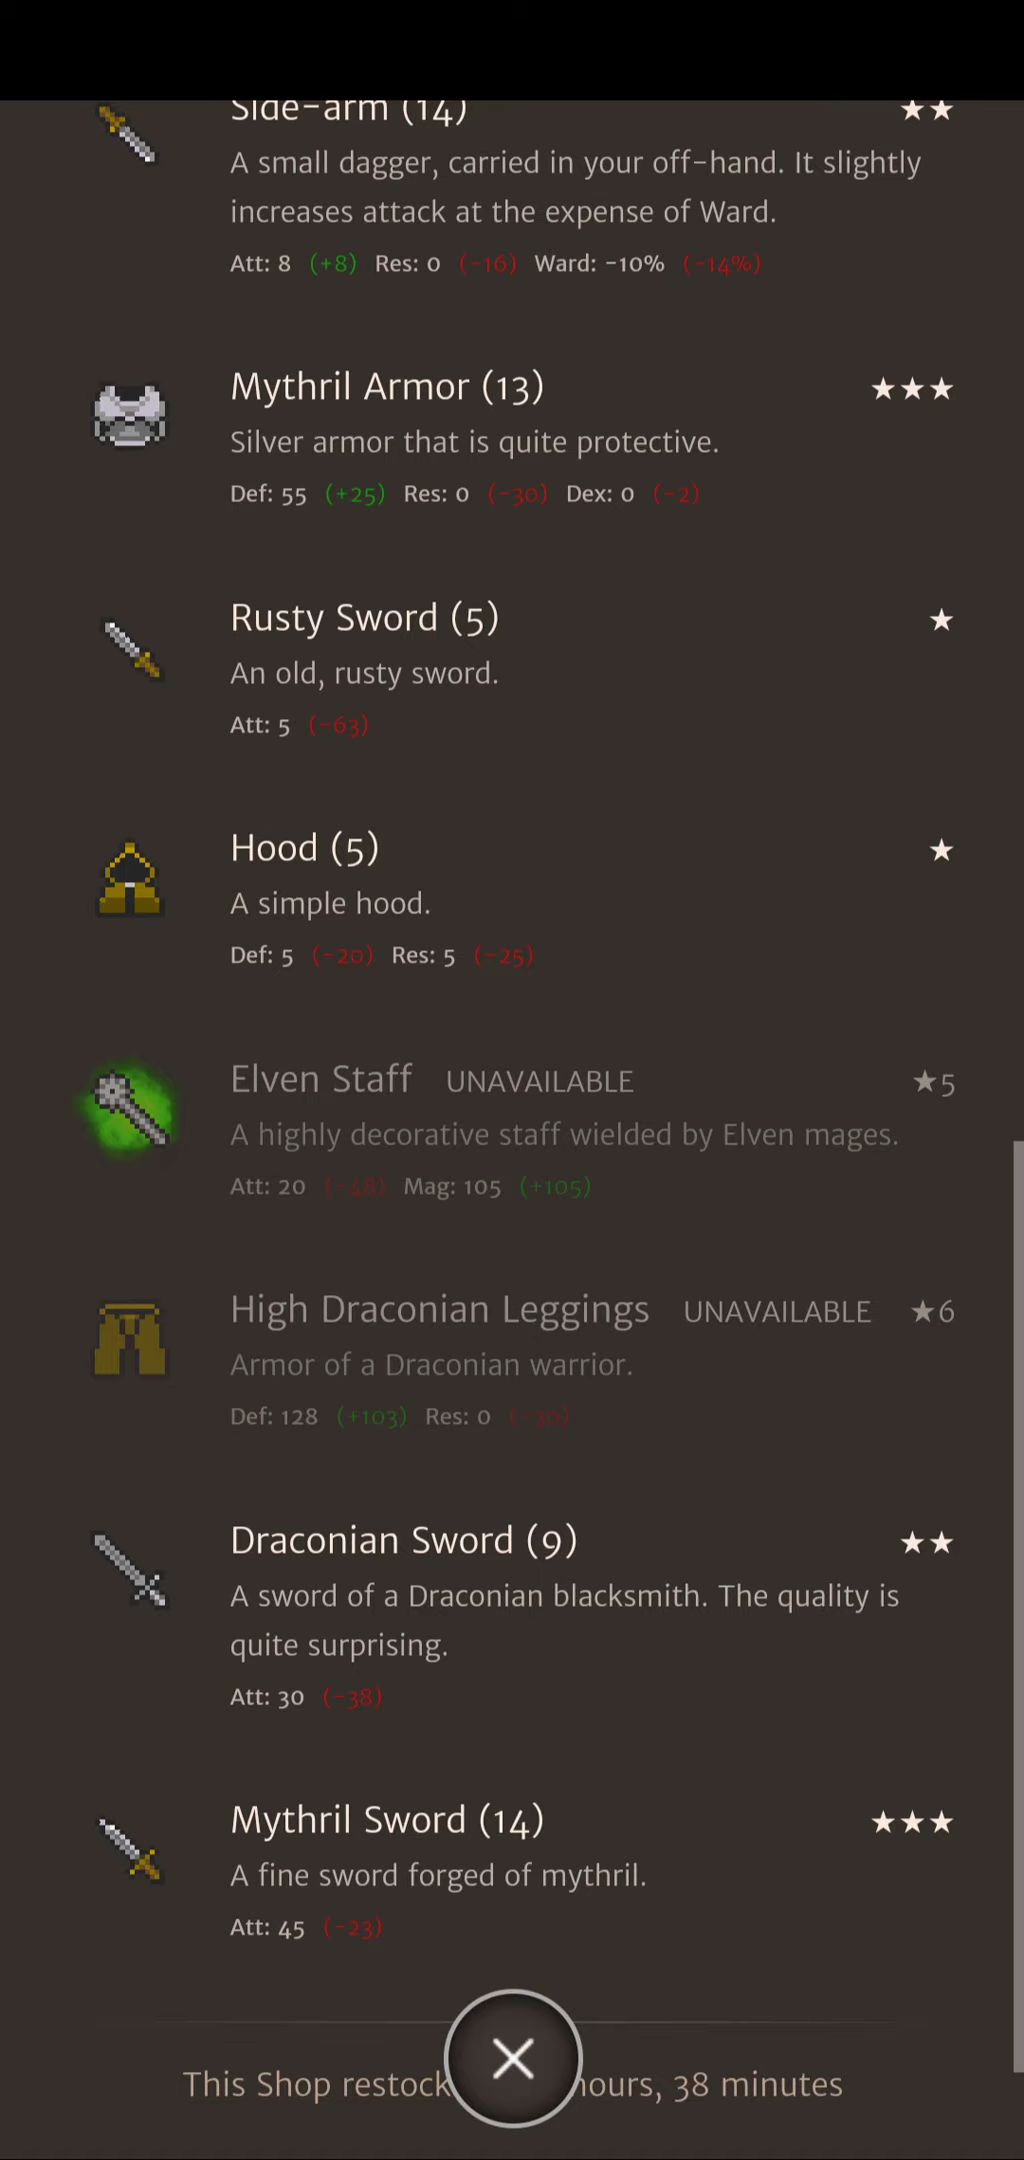 Side-arm (14) ★★
A small dagger, carried in your off-hand. It slightly
increases attack at the expense of Ward.
Att: 8 (+8) Res: 0 (-16) Ward: -10% (-14%)
Mythril Armor (13) ★★★
Silver armor that is quite protective.
Def: 55 (+25) Res: 0 (-30) Dex: 0 (-2)
Rusty Sword (5) ★
An old, rusty sword.
Att: 5 (-63)
Hood (5) ★
A simple hood.
Def: 5 (-20) Res: 5 (-25)
Elven Staff UNAVAILABLE ★5
A highly decorative staff wielded by Elven mages.
Att: 20 (-48) Mag: 105 (+105)
High Draconian Leggings UNAVAILABLE ★6
Armor of a Draconian warrior.
Def: 128 (+103) Res: 0 (-30)
Draconian Sword (9) ★★
A sword of a Draconian blacksmith. The quality is
quite surprising.
Att: 30 (-38)
Mythril Sword (14) ★★★
A fine sword forged of mythril.
Att: 45 (-23)
This Shop restock hours, 38 minutes